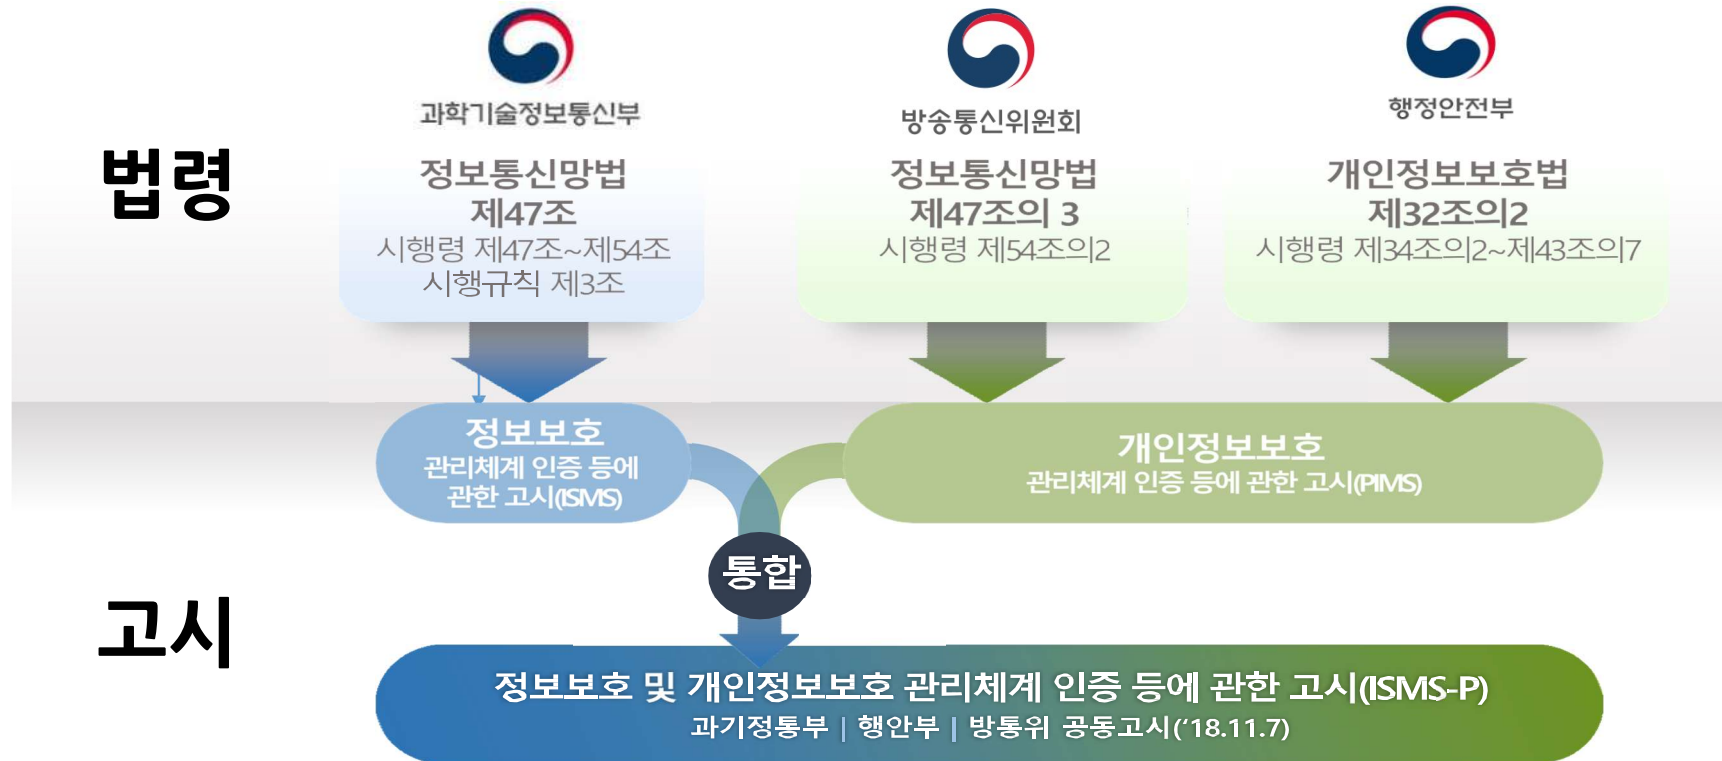 과학기술정보통신부
방송통신위원회
행정안전부
법령
정보통신망법
제47조
시행령 제47조~제54조
시행규칙 제3조
정보통신망법
제47조의 3
시행령 제54조의2
개인정보보호법
제32조의2
시행령 제34조의2~제43조의7
정보보호
관리체계 인증 등에
관한 고시(ISMS)
개인정보보호
관리체계 인증 등에 관한 고시(PIMS)
통합
고시
정보보호 및 개인정보보호 관리체계 인증 등에 관한 고시(ISMS-P)
과기정통부 | 행안부 | 방통위 공동고시('18.11.7)